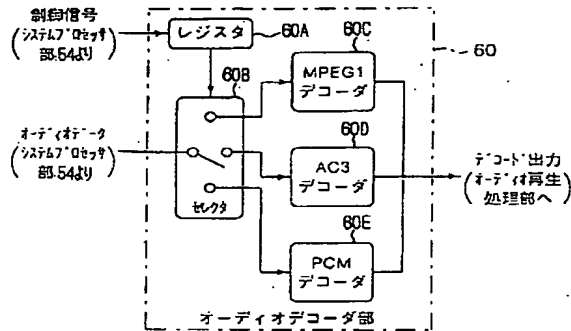 制御信号
(システムプロセッサ
部54より)
レジスタ
60A
60C
60
MPEG1
デコーダ
60B
オーディオデータ
(システムプロセッサ
部54より)
セレクタ
60D
AC3
デコーダ
デコード出力
(オーディオ再生
処理部へ)
60E
PCM
デコーダ
オーディオデコーダ部